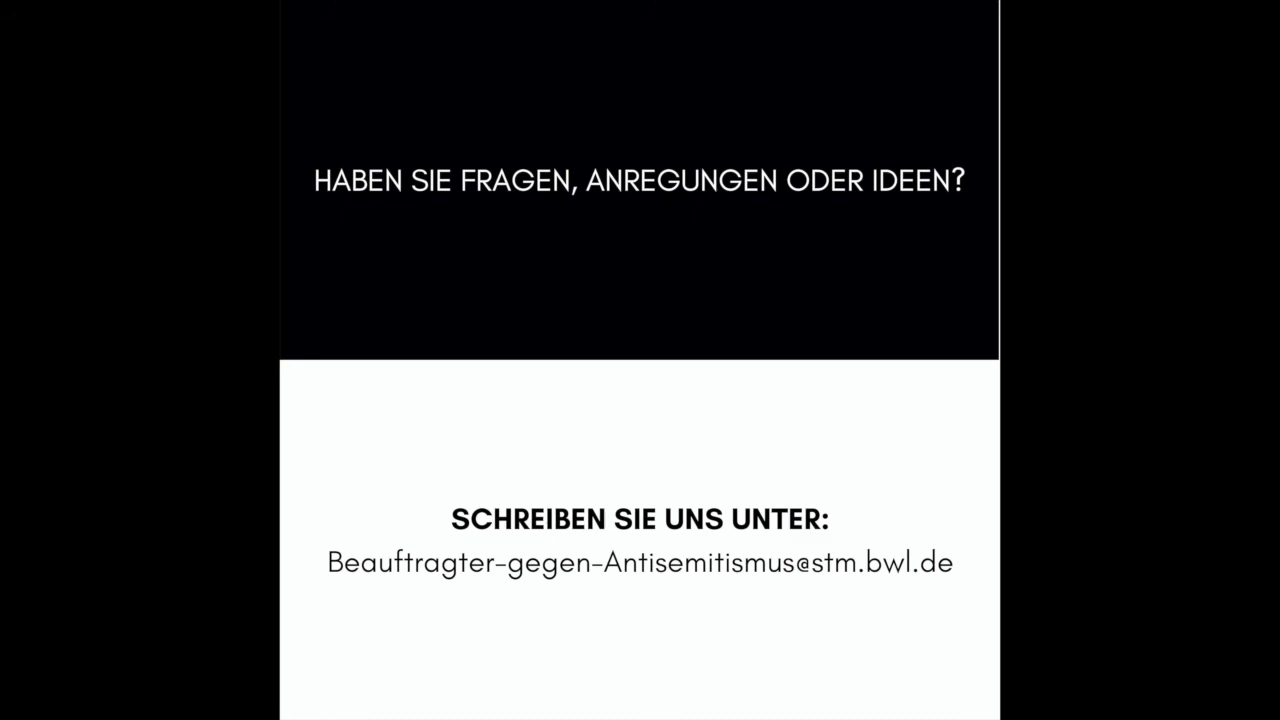 HABEN SIE FRAGEN, ANREGUNGEN ODER IDEEN?
SCHREIBEN SIE UNS UNTER:
Beauftragter-gegen-Antisemitismus@stm.bwl.de